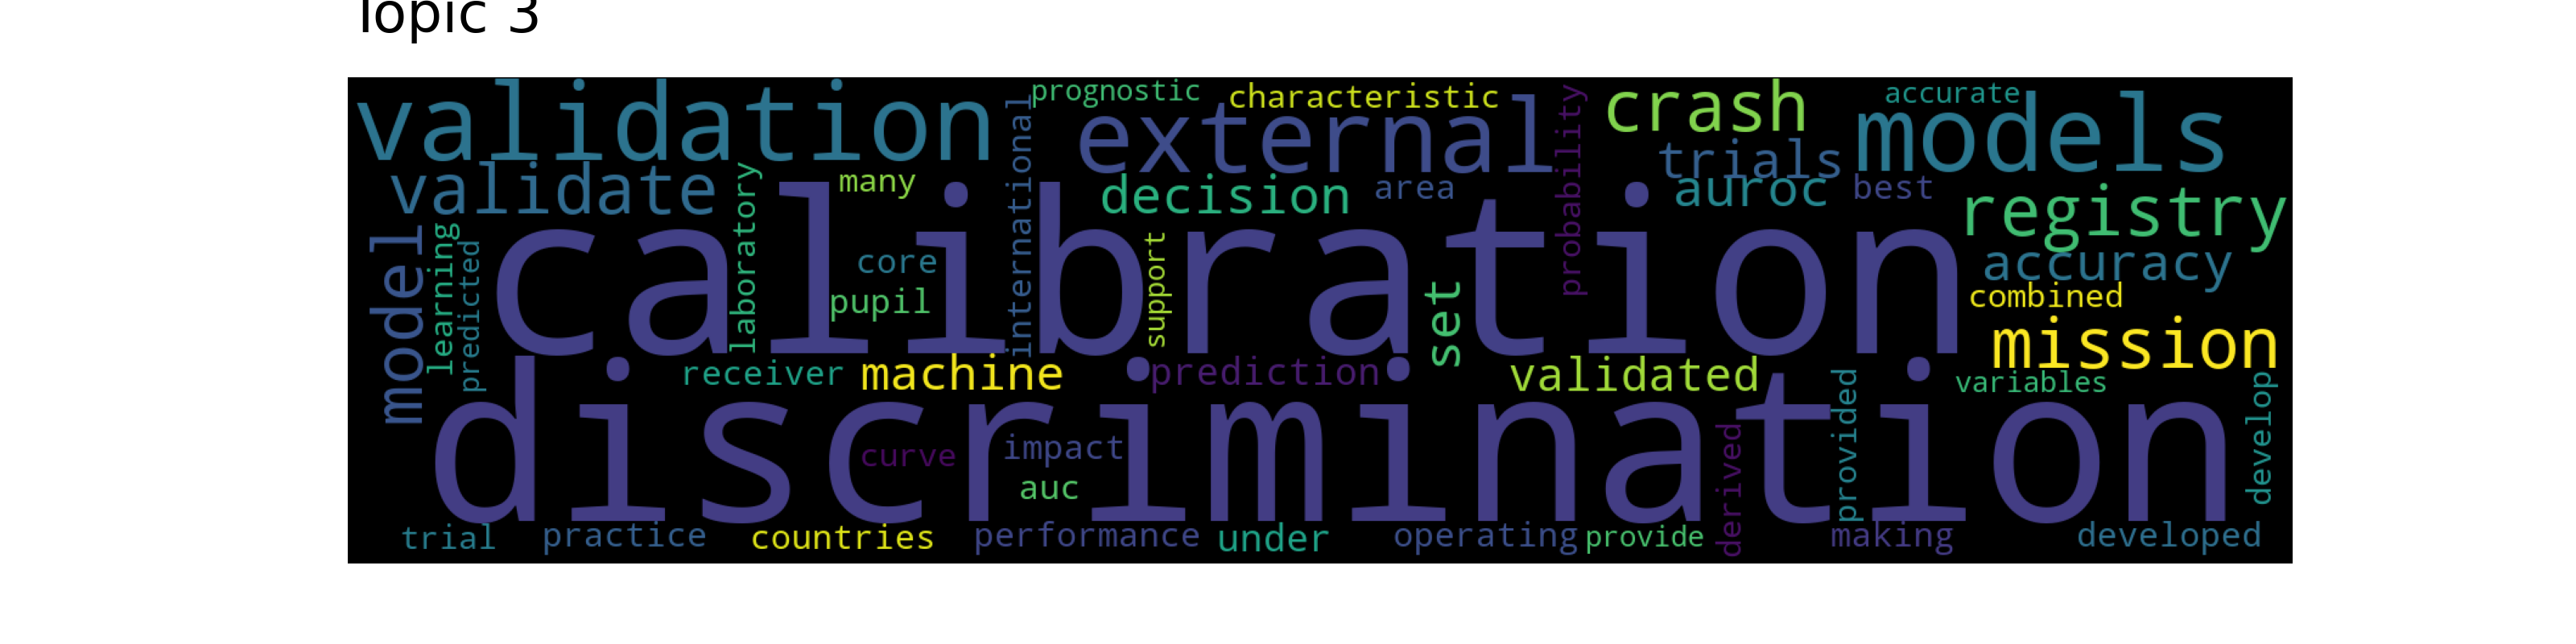 Topic 3
prognostic
characteristic
crash
accurate
validation
external
models
trials
validate
many
decision
area
auroc
best
registry
laboratory
international
probability
calibration
model
learning
predicted
core
pupil
support
set
accuracy
combined
mission
receiver
machine
prediction
validated
variables
discrimination
curve
impact
auc
derived
provided
develop
trial
practice
countries
performance
under
operating
provide
making
developed